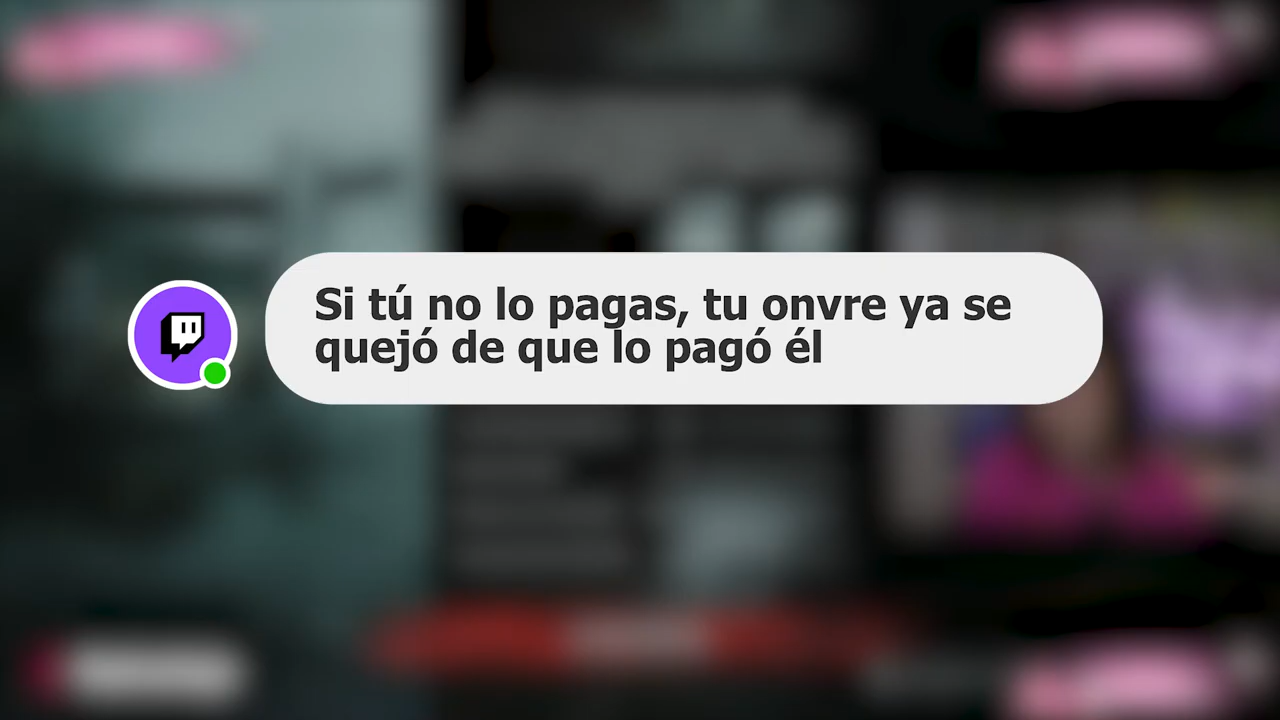 Si tú no lo pagas, tu onvre ya se
quejó de que lo pagó él